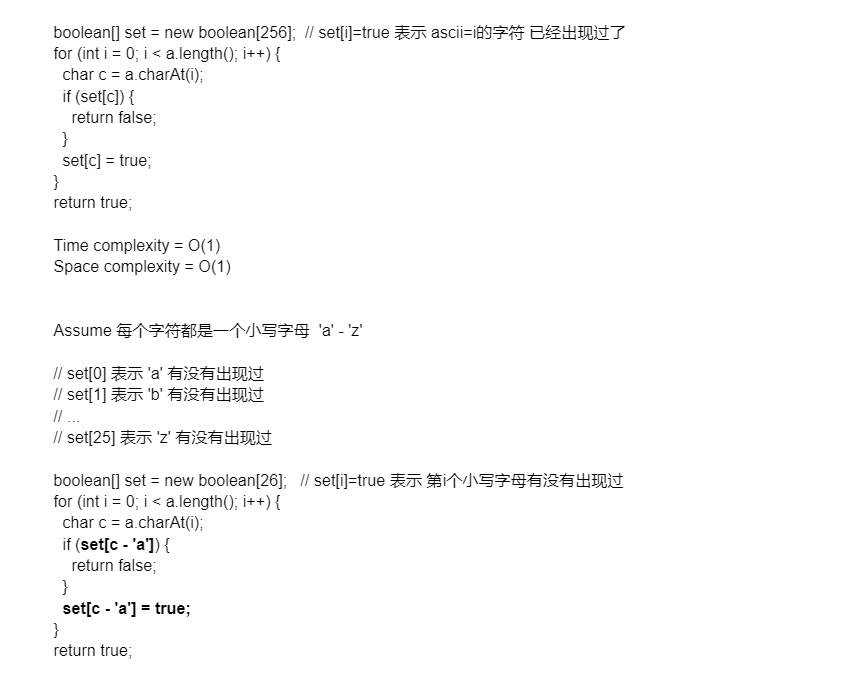 boolean[] set = new boolean[256];  // set[i]=true 表示 ascii=i的字符 已经出现过了
for (int i = 0; i < a.length(); i++) {
  char c = a.charAt(i);
  if (set[c]) {
    return false;
  }
  set[c] = true;
}
return true;

Time complexity = O(1)
Space complexity = O(1)

Assume 每个字符都是一个小写字母  'a' - 'z'

// set[0] 表示 'a' 有没有出现过
// set[1] 表示 'b' 有没有出现过
// ...
// set[25] 表示 'z' 有没有出现过

boolean[] set = new boolean[26];   // set[i]=true 表示 第i个小写字母有没有出现过
for (int i = 0; i < a.length(); i++) {
  char c = a.charAt(i);
  if (set[c - 'a']) {
    return false;
  }
  set[c - 'a'] = true;
}
return true;